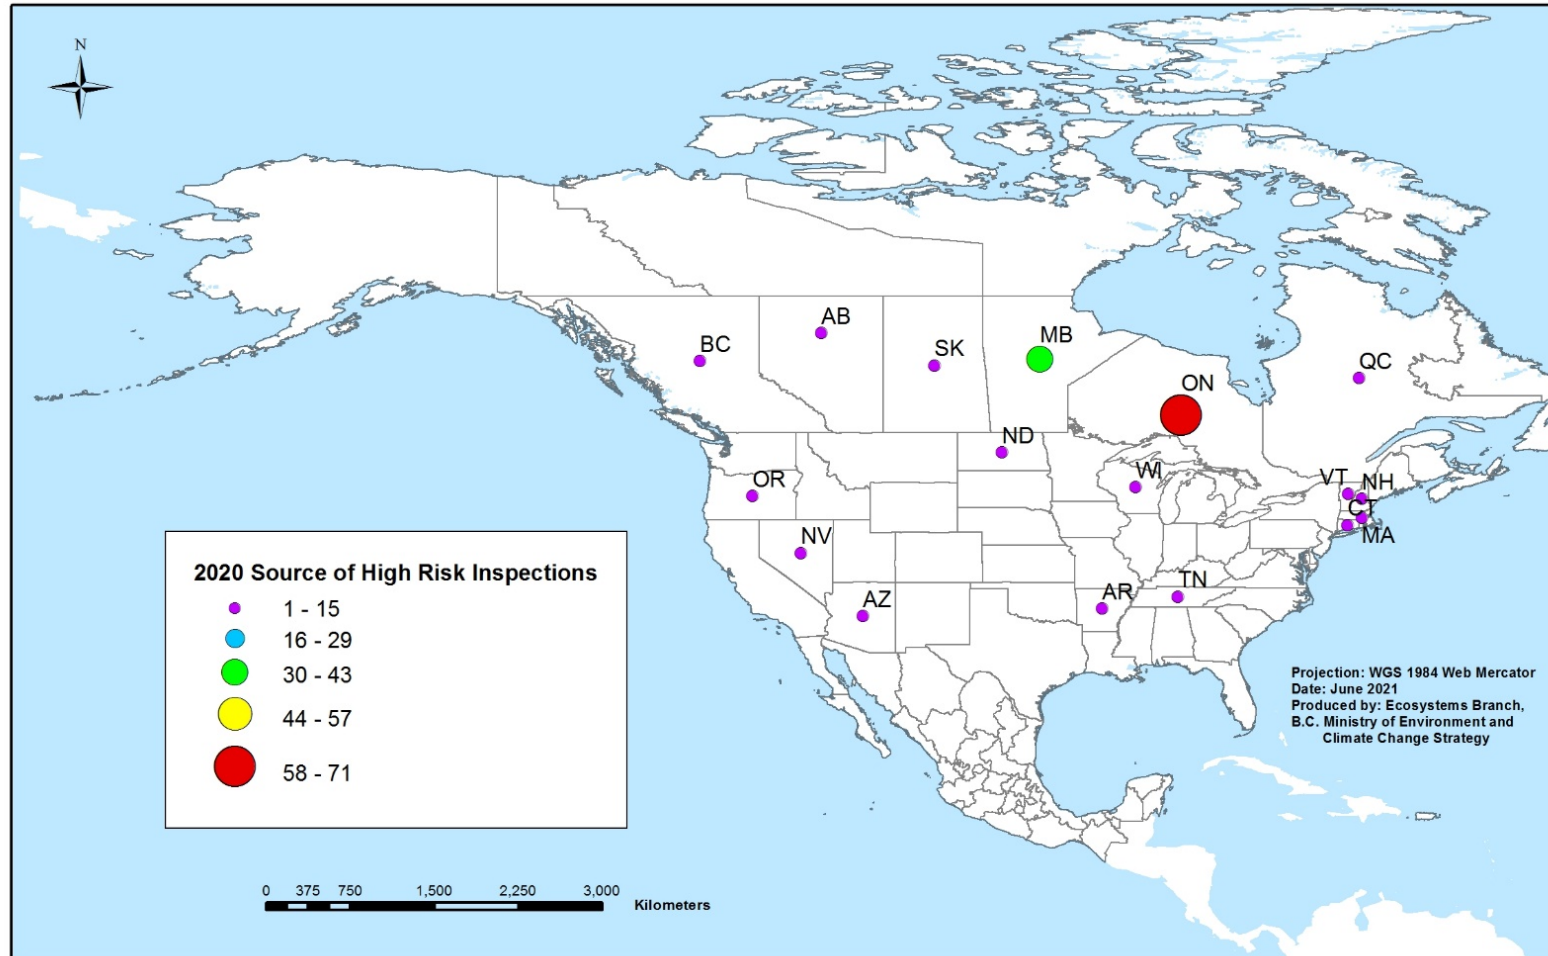 N
AB
BC
SK
MB
QC
ON
ND
WI
OR
VT
NH
CT
MA
NV
AZ
AR
TN
2020 Source of High Risk Inspections
1 - 15
16 - 29
30 - 43
44 - 57
58 - 71
Projection: WGS 1984 Web Mercator
Date: June 2021
Produced by: Ecosystems Branch,
B.C. Ministry of Environment and
Climate Change Strategy
0 375 750 1,500 2,250 3,000
Kilometers